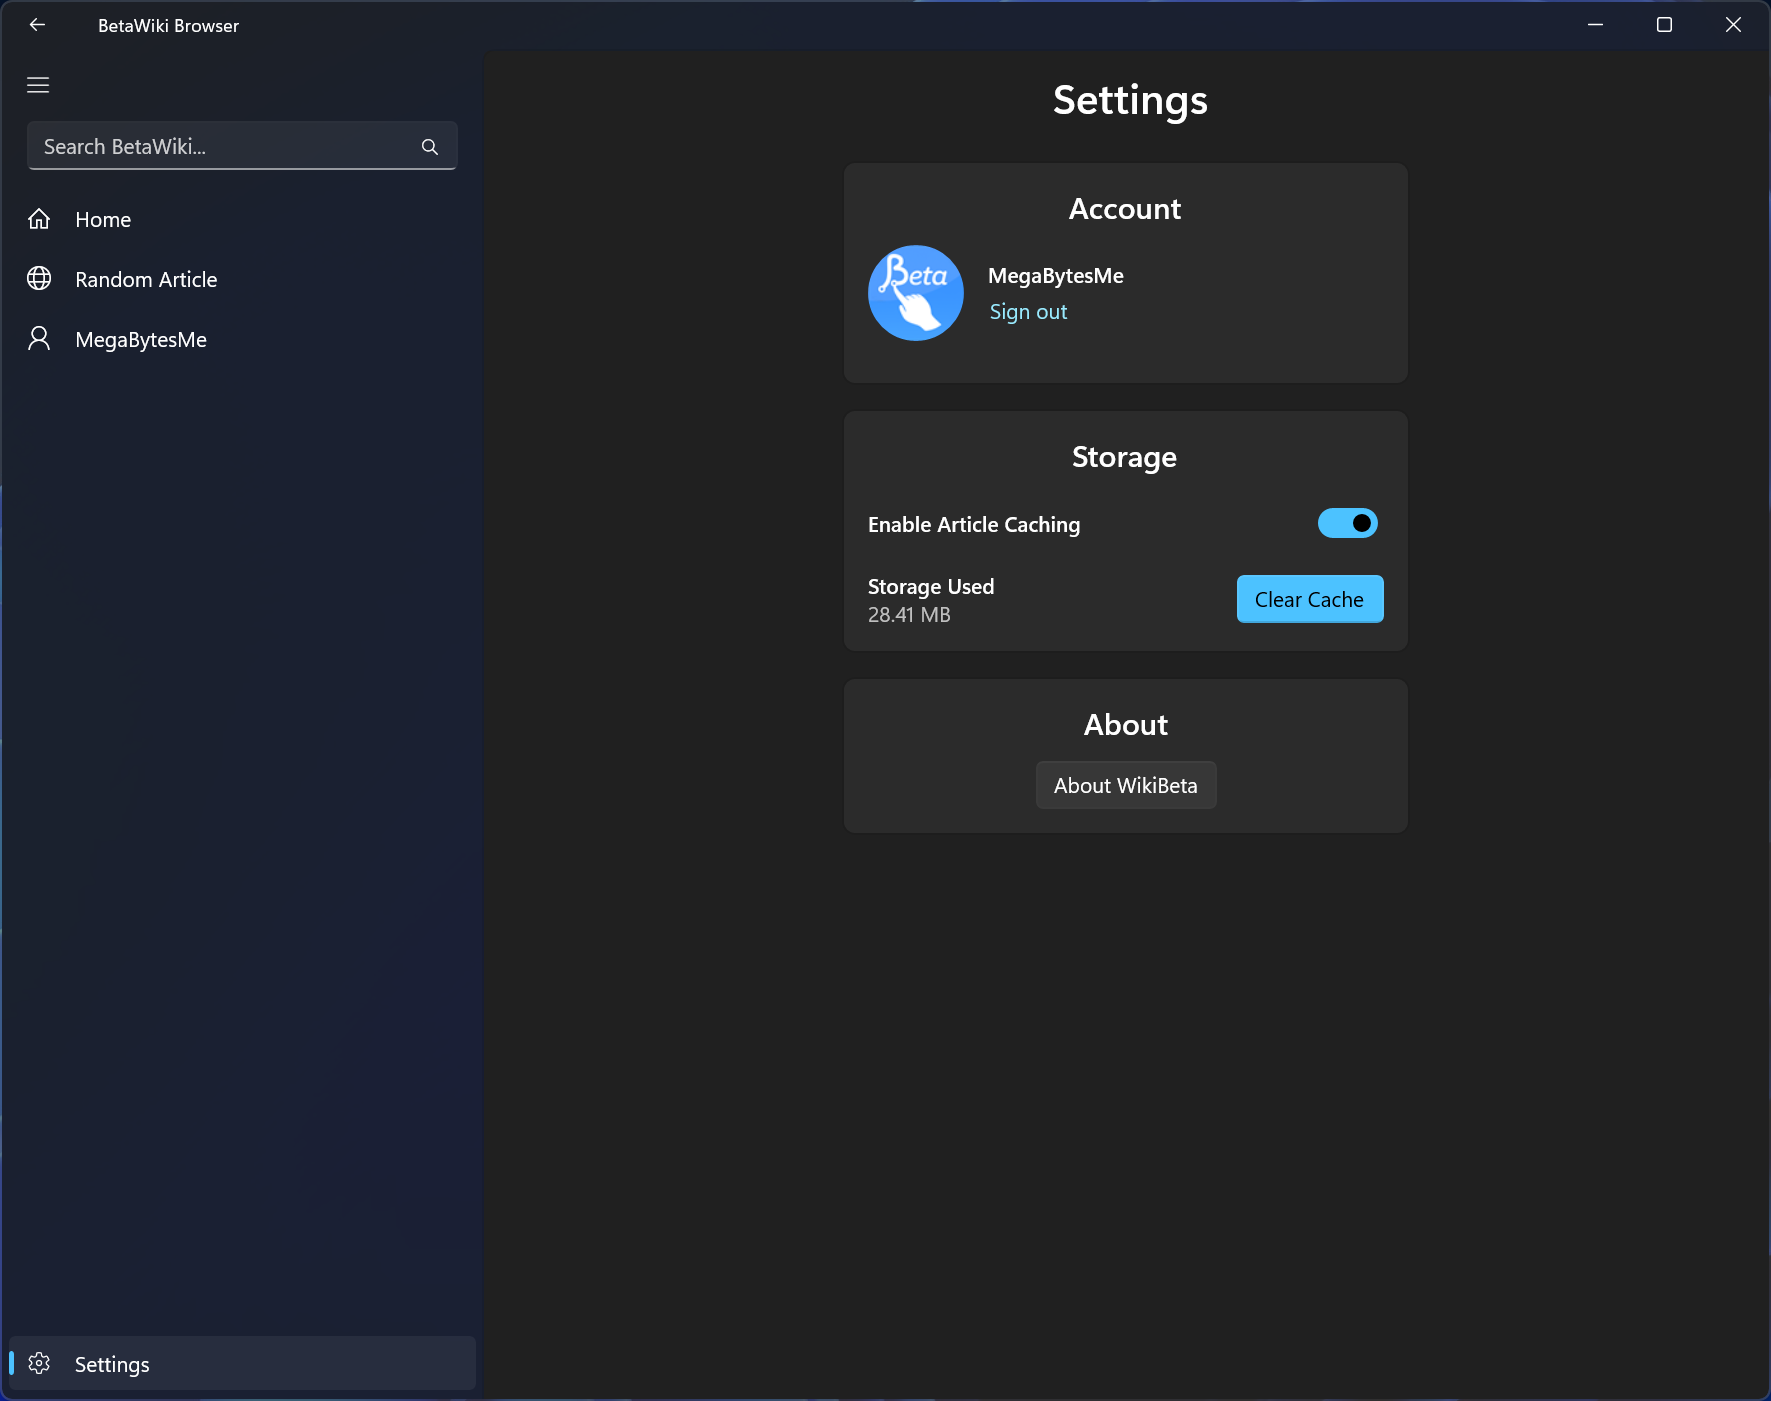 BetaWiki Browser
Search BetaWiki...
Home
Random Article
MegaBytesMe
Settings
Settings
Account
Beta
MegaBytesMe
Sign out
Storage
Enable Article Caching
Storage Used
28.41 MB
Clear Cache
About
About WikiBeta